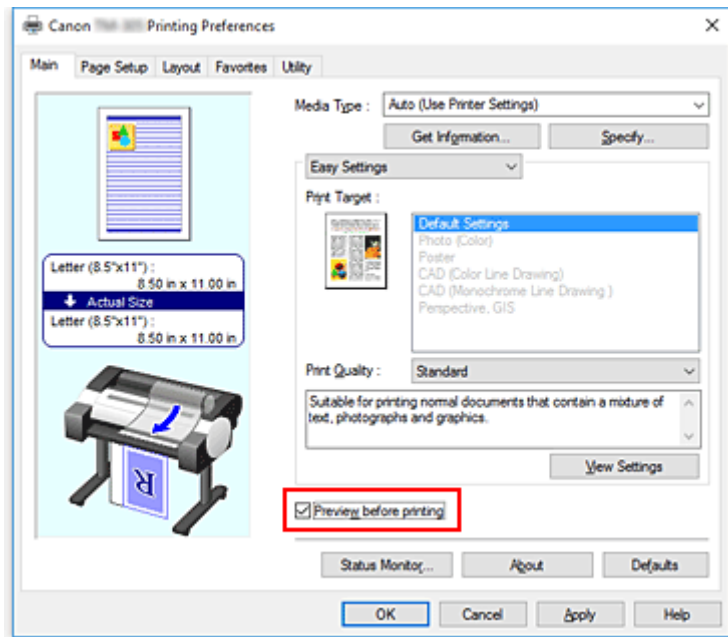 Canon Printing Preferences
Main Page Setup Layout Favorites Utility
Media Type : Auto (Use Printer Settings)
Get Information... Specify...
Easy Settings
Print Target :
Default Settings
Photo (Color)
Poster
CAD (Color Line Drawing)
CAD (Monochrome Line Drawing )
Perspective, GIS
Letter (8.5"x11") :
8.50 in x 11.00 in
Actual Size
Letter (8.5"x11") :
8.50 in x 11.00 in
Print Quality : Standard
Suitable for printing normal documents that contain a mixture of
text, photographs and graphics.
View Settings
R
Preview before printing
Status Monitor... About Defaults
OK Cancel Apply Help